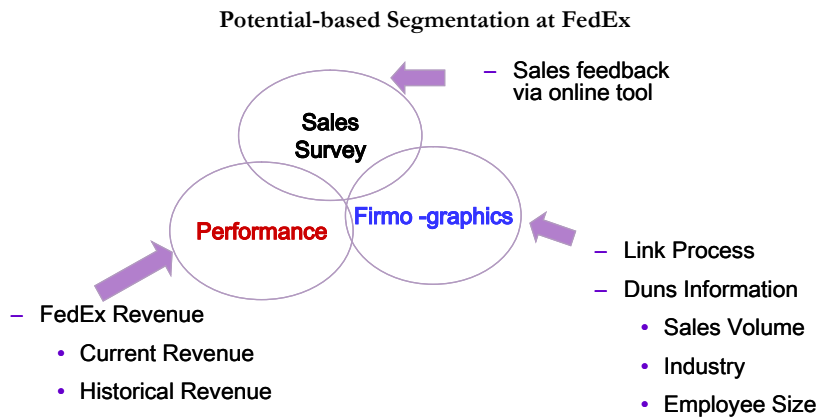 Potential-based Segmentation at FedEx
– Sales feedback
via online tool
Sales
Survey
Performance
Firmo -graphics
– Link Process
– Duns Information
• Sales Volume
• Industry
• Employee Size
– FedEx Revenue
• Current Revenue
• Historical Revenue